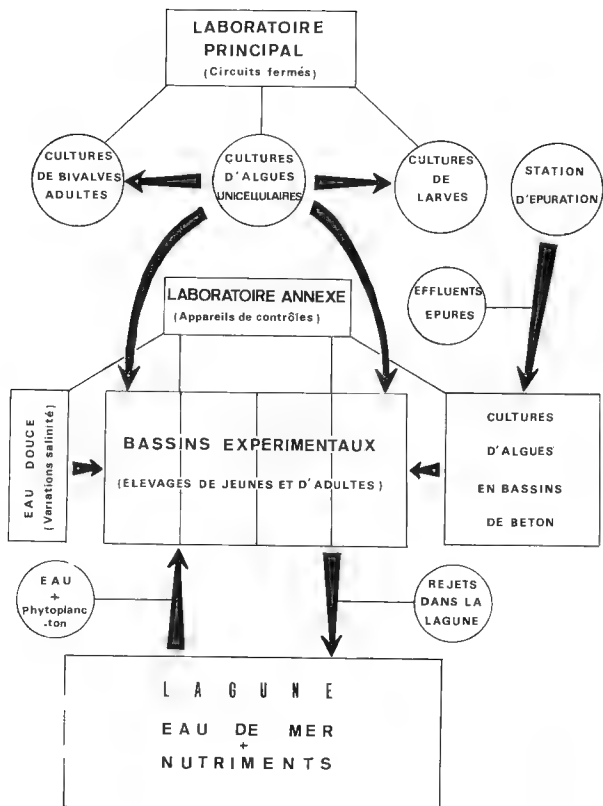 LABORATOIRE
PRINCIPAL
(Circuits fermés)
CULTURES
DE BIVALVES
ADULTES
CULTURES
D'ALGUES
UNICELLULAIRES
CULTURES
DE
LARVES
STATION
D'EPURATION
LABORATOIRE ANNEXE
(Appareils de contrôles)
EFFLUENTS
EPURES
EAU DOUCE
(Variations salinité)
BASSINS EXPERIMENTAUX
(ELEVAGES DE JEUNES ET D'ADULTES)
CULTURES
D'ALGUES
EN BASSINS
DE BETON
EAU
+
Phytoplanc
-ton
REJETS
DANS LA
LAGUNE
LAGUNE
EAU DE MER
+
NUTRIMENTS